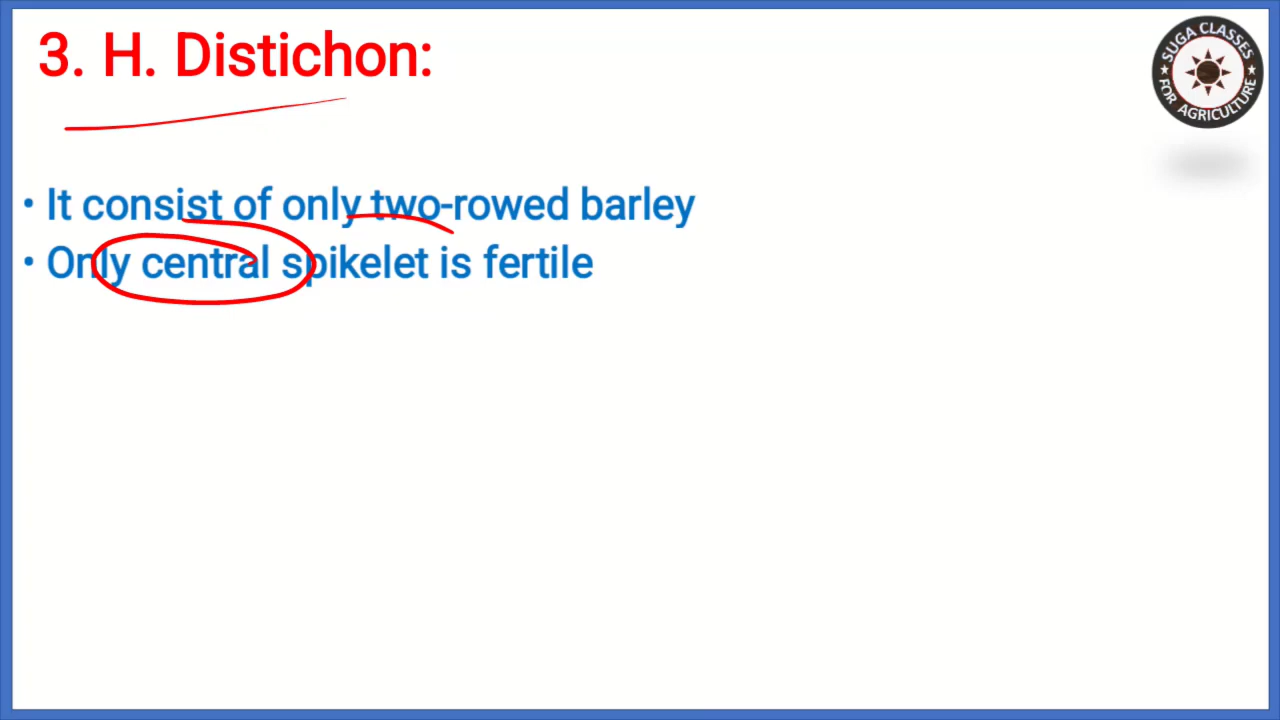 3. H. Distichon:
SUGA CLASSES
FOR AGRICULTURE
• It consist of only two-rowed barley
• Only central spikelet is fertile